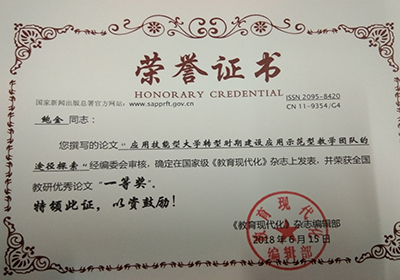 荣誉证书
HONORARY CREDENTIAL
ISSN 2095-8420
国家新闻出版总署官方网站：www.sapprft.gov.cn
CN 11-9354/G4
鲍金 同志：
您撰写的论文“应用技能型大学转型时期建设应用示范型教学团队的
途径探索”经编委会审核，确定在国家级《教育现代化》杂志上发表，并荣获全国
教研优秀论文“一等奖”。
特颁此证，以资鼓励！
《教育现代化》杂志编辑部
2018 年 6 月 15 日
教育现代化
编辑部